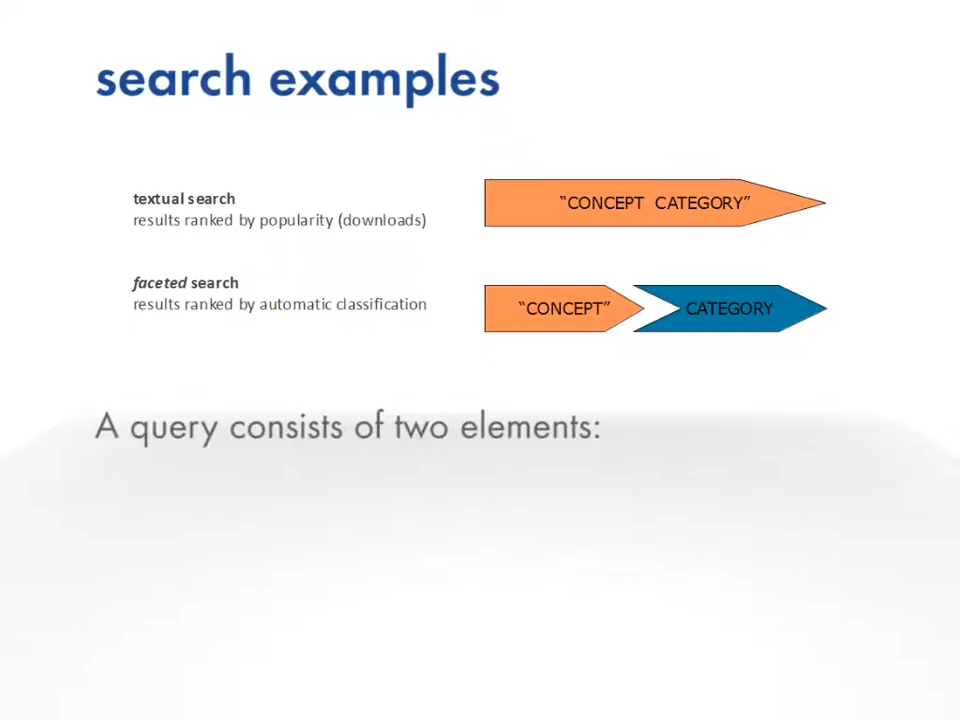 search examples
textual search
results ranked by popularity (downloads)
“CONCEPT CATEGORY”
faceted search
results ranked by automatic classification
“CONCEPT”
CATEGORY
A query consists of two elements: